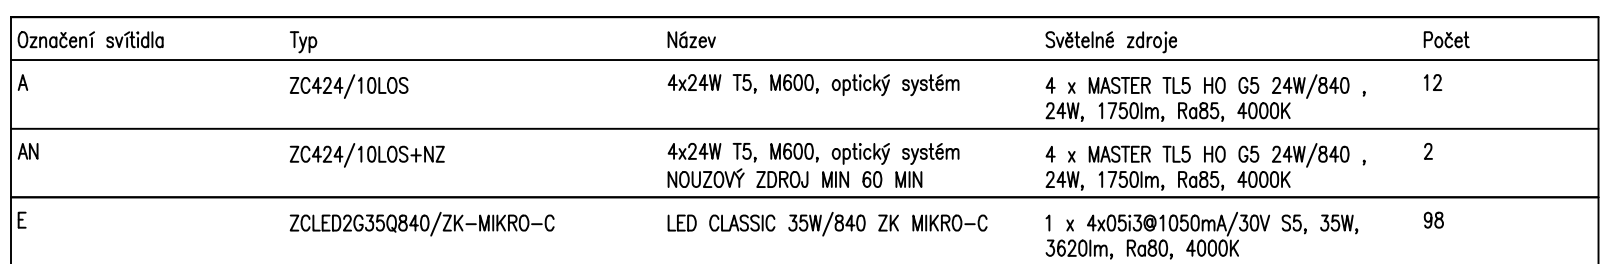 Označení svítidla Typ Název Světelné zdroje Počet
A ZC424/10LOS 4x24W T5, M600, optický systém 4 x MASTER TL5 HO G5 24W/840 , 12
24W, 1750lm, Ra85, 4000K
AN ZC424/10LOS+NZ 4x24W T5, M600, optický systém 4 x MASTER TL5 HO G5 24W/840 , 2
NOUZOVÝ ZDROJ MIN 60 MIN 24W, 1750lm, Ra85, 4000K
E ZCLED2G35Q840/ZK-MIKRO-C LED CLASSIC 35W/840 ZK MIKRO-C 1 x 4x05i3@1050mA/30V S5, 35W, 98
3620lm, Ra80, 4000K